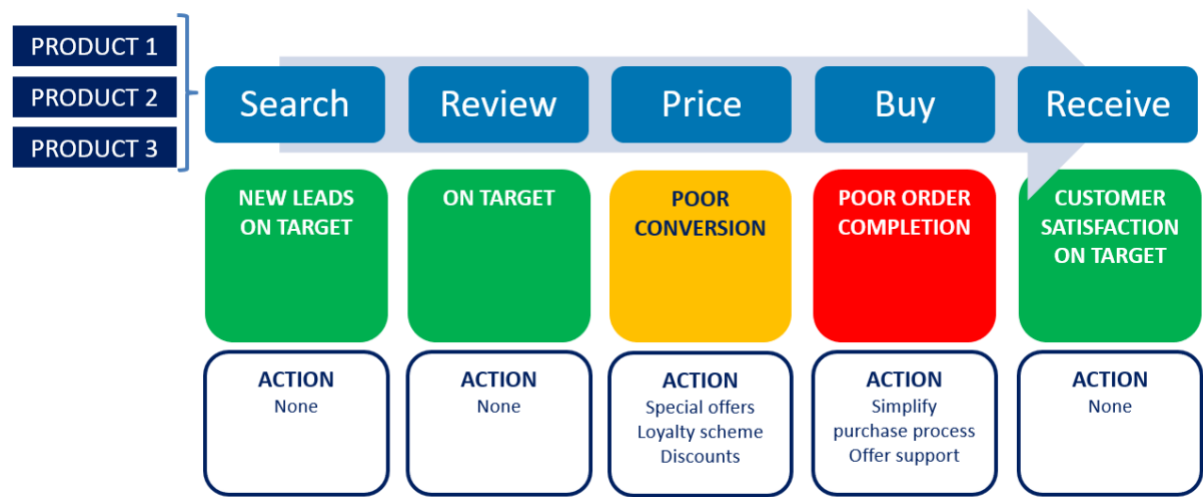 PRODUCT 1
PRODUCT 2
PRODUCT 3
Search
Review
Price
Buy
Receive
NEW LEADS
ON TARGET
ON TARGET
POOR
CONVERSION
POOR ORDER
COMPLETION
CUSTOMER
SATISFACTION
ON TARGET
ACTION
None
ACTION
None
ACTION
Special offers
Loyalty scheme
Discounts
ACTION
Simplify
purchase process
Offer support
ACTION
None